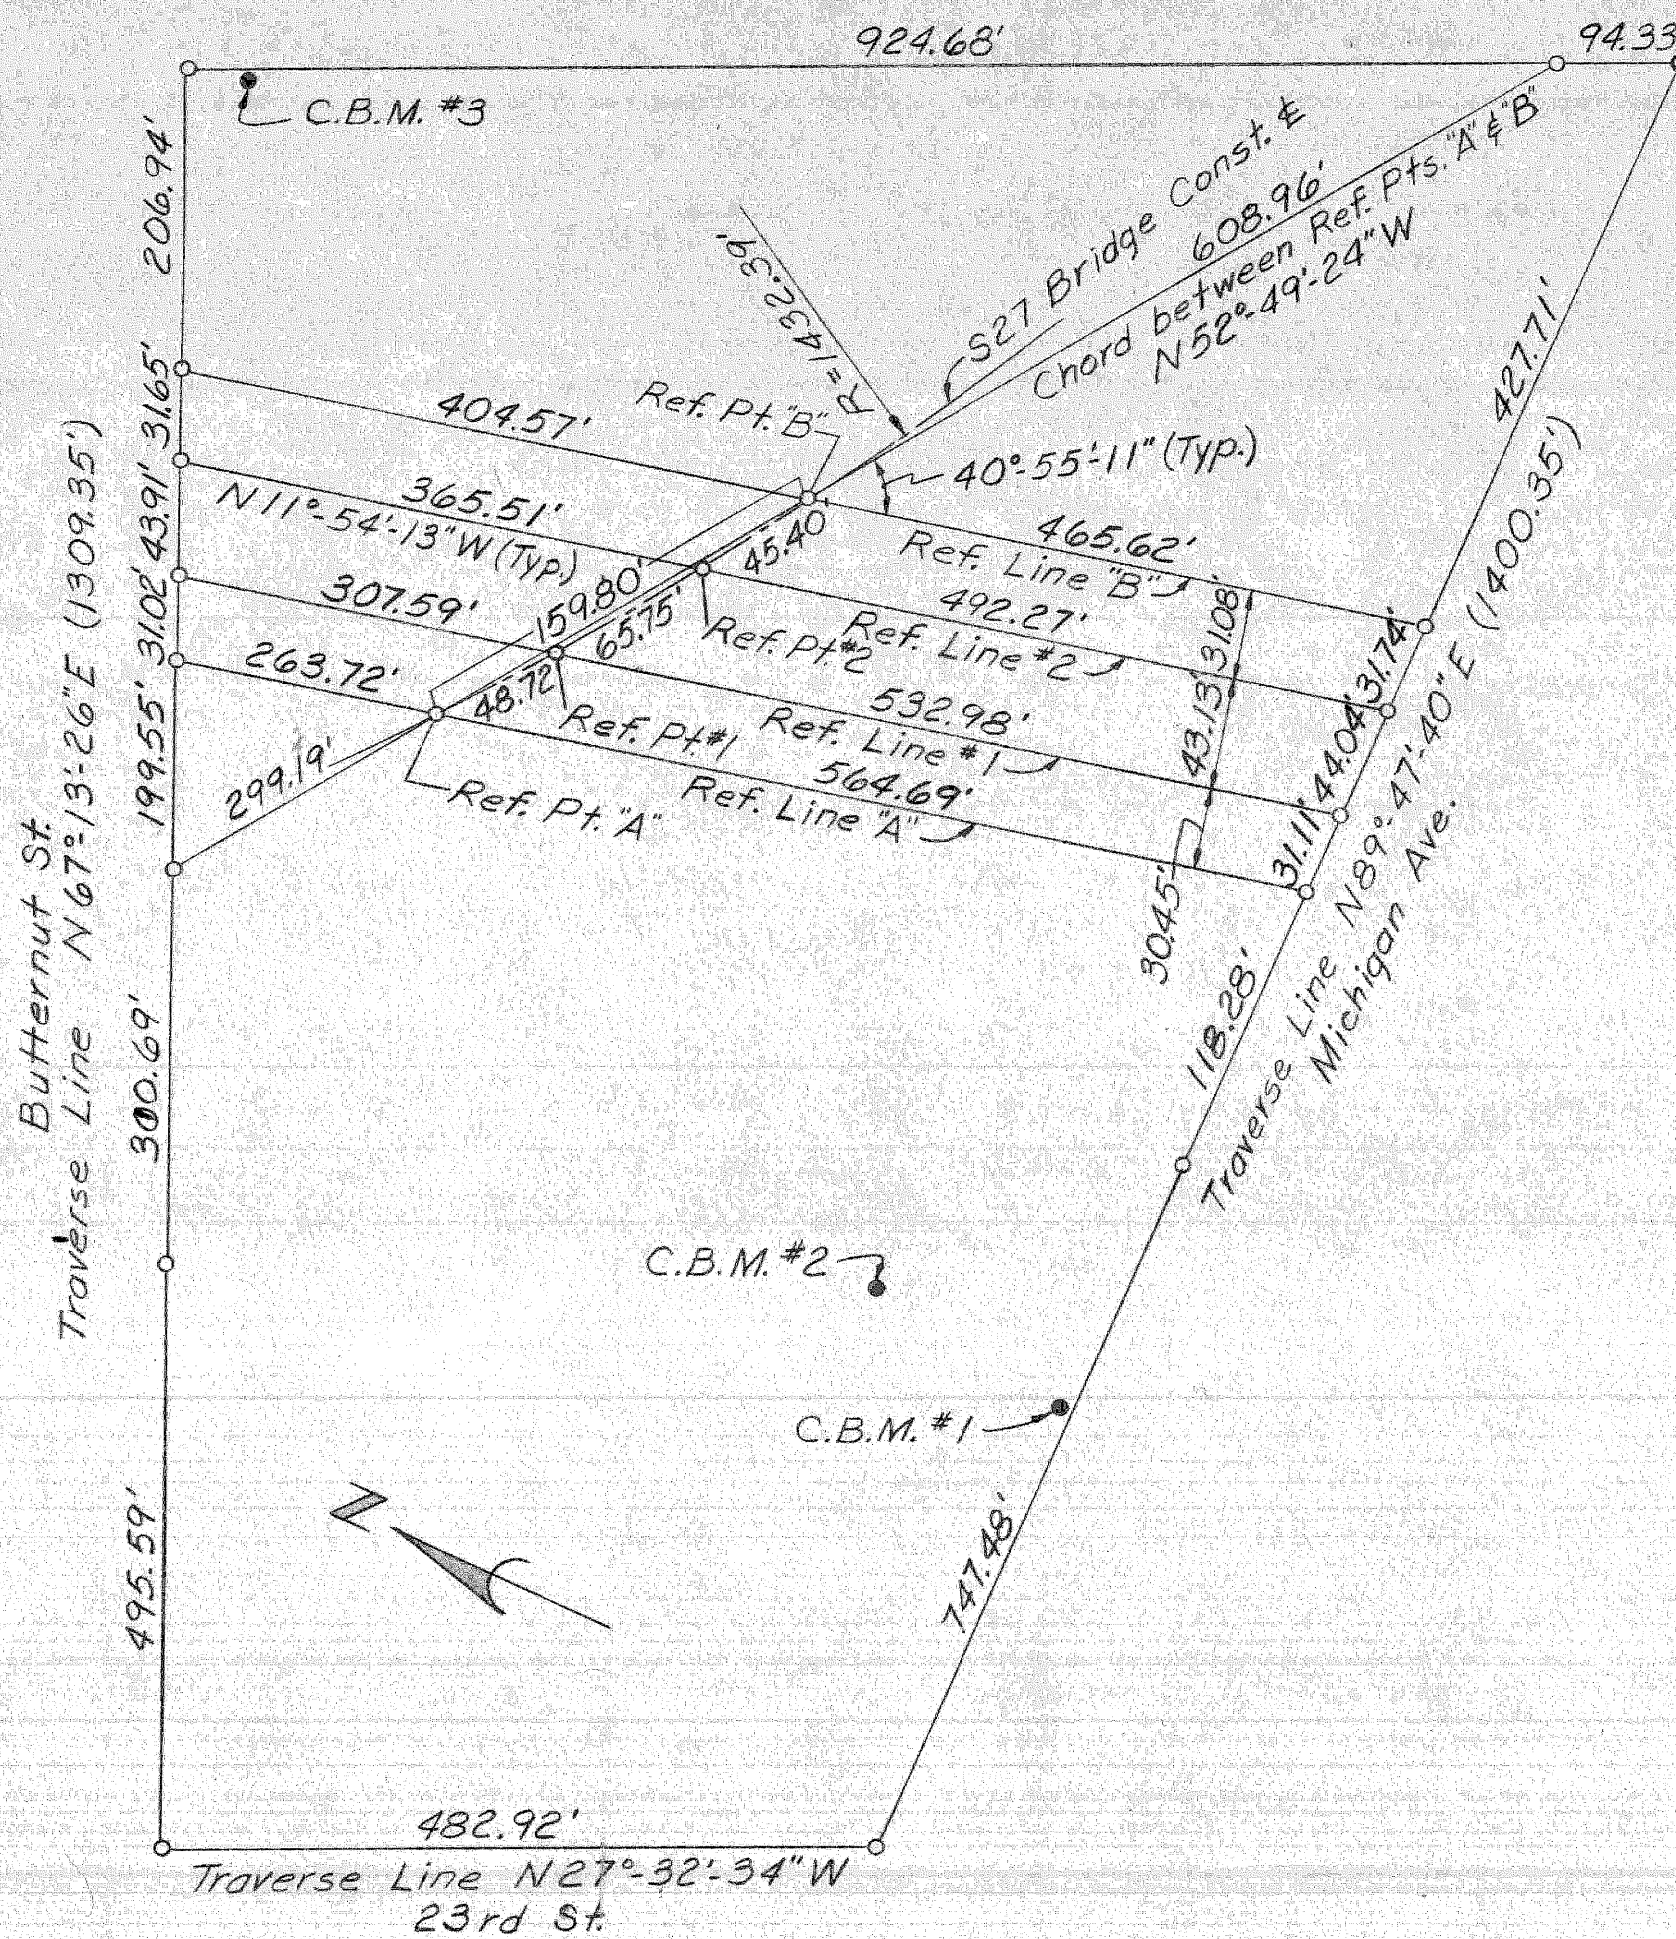 924.68'
94.33
C.B.M. #3
206.94'
31.65'
43.91'
31.02'
199.55'
300.69'
495.59'
Butternut St.
Traverse Line N 67°-13'-26" E (1309.35')
S27 Bridge Const. ℄
608.96'
Chord between Ref. Pts. "A" & "B"
N 52°-49'-24" W
R = 1432.39'
Ref. Pt. "B"
404.57'
40°-55'-11" (Typ.)
427.71'
365.51'
N 11°-54'-13" W (Typ.)
465.62'
Ref. Line "B"
307.59'
159.80'
45.40'
65.75'
48.72'
492.27'
Ref. Line #2
Ref. Pt. #2
263.72'
532.98'
Ref. Line #1
Ref. Pt. #1
564.69'
Ref. Line "A"
Ref. Pt. "A"
299.19'
31.08'
43.13'
30.45'
31.74'
44.04'
31.11'
118.28'
Traverse Line N 89°-47'-40" E (1400.35')
Michigan Ave.
C.B.M. #2
C.B.M. #1
747.48'
N
482.92'
Traverse Line N 27°-32'-34" W
23rd St.